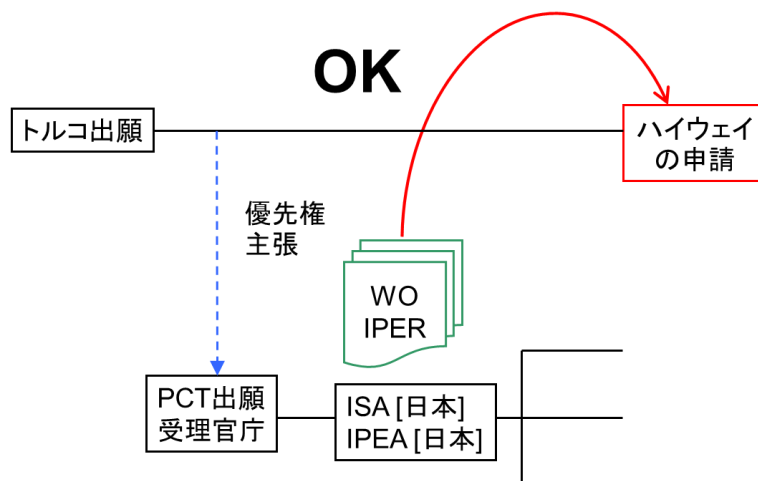 OK
トルコ出願
ハイウェイ
の申請
優先権
主張
WO
IPER
PCT出願
受理官庁
ISA [日本]
IPEA [日本]